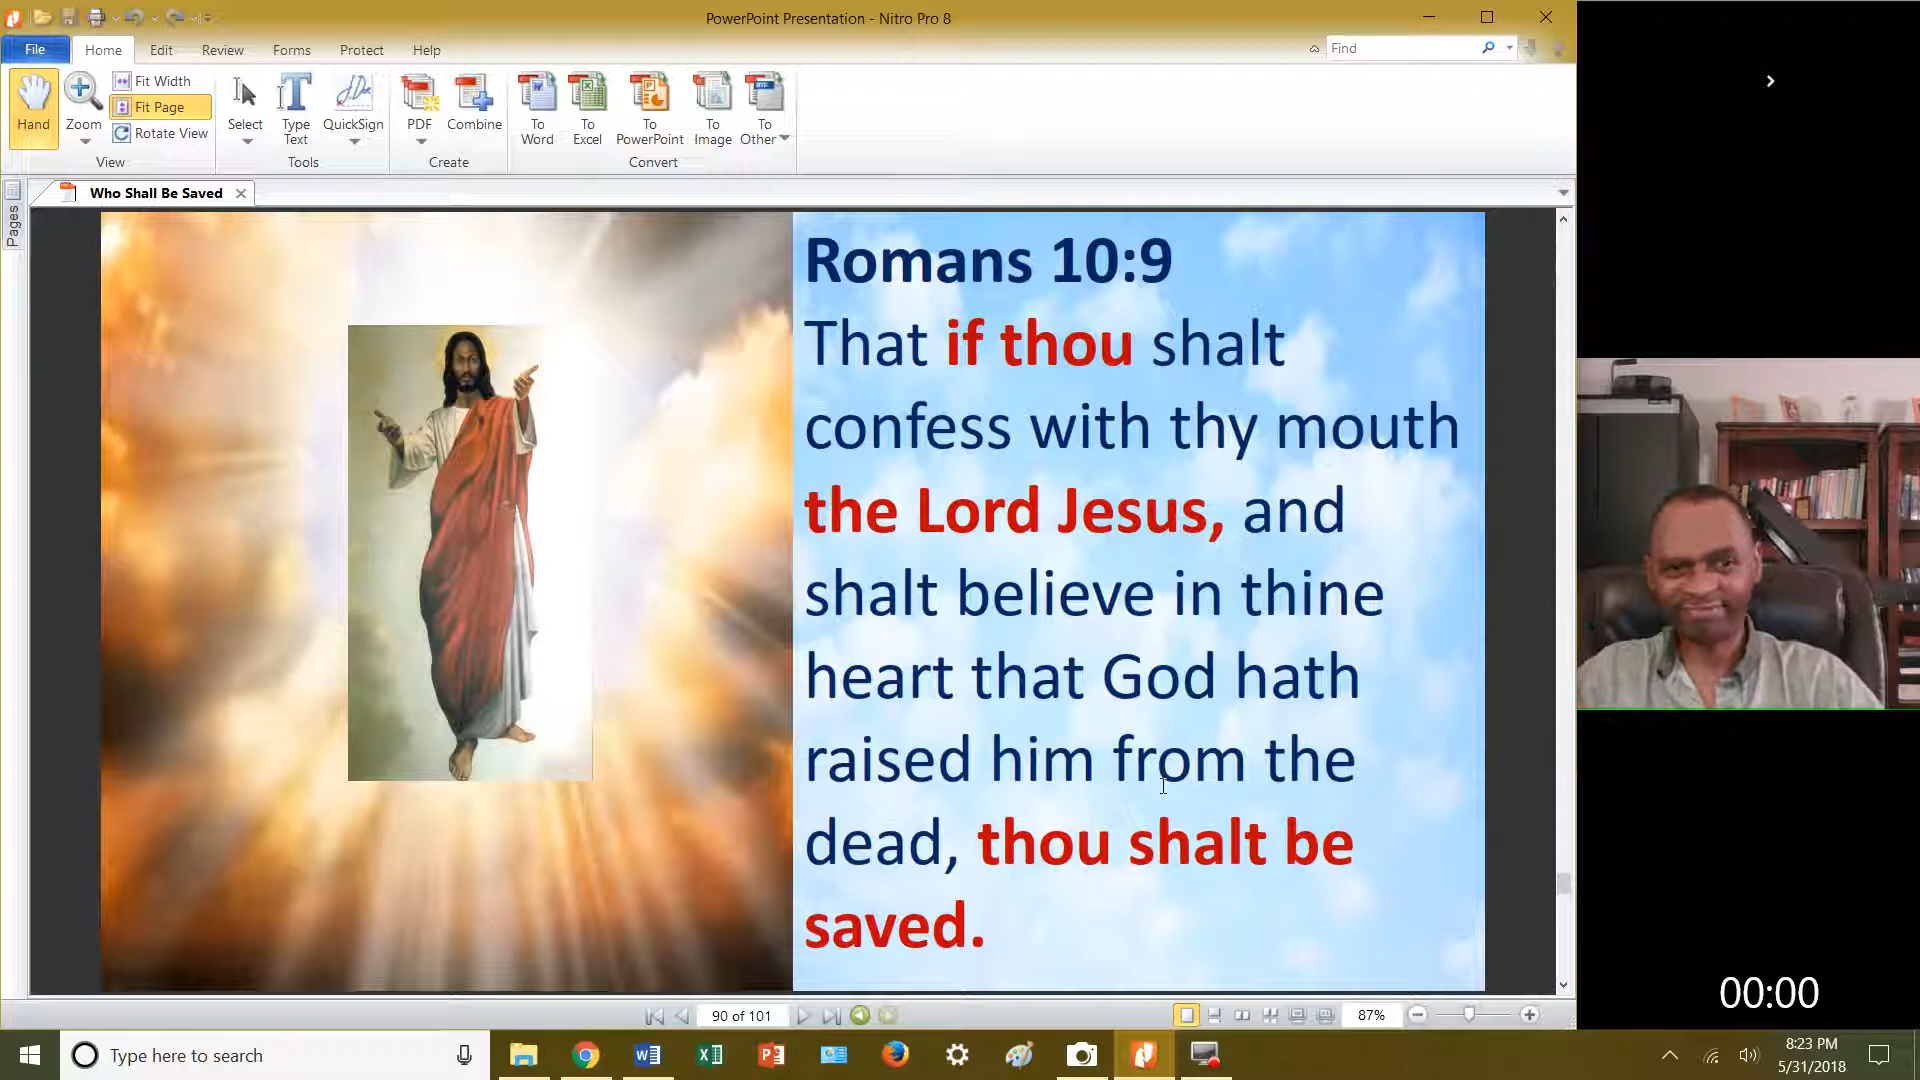 PowerPoint Presentation - Nitro Pro 8
File
Home
Edit
Review
Forms
Protect
Help
Find
Hand
Zoom
Fit Width
Fit Page
Rotate View
View
Select
Type
Text
QuickSign
Tools
PDF
Combine
Create
To
Word
To
Excel
To
PowerPoint
To
Image
To
Other
Convert
Pages
Who Shall Be Saved
Romans 10:9
That if thou shalt
confess with thy mouth
the Lord Jesus, and
shalt believe in thine
heart that God hath
raised him from the
dead, thou shalt be
saved.
00:00
90 of 101
87%
Type here to search
8:23 PM
5/31/2018